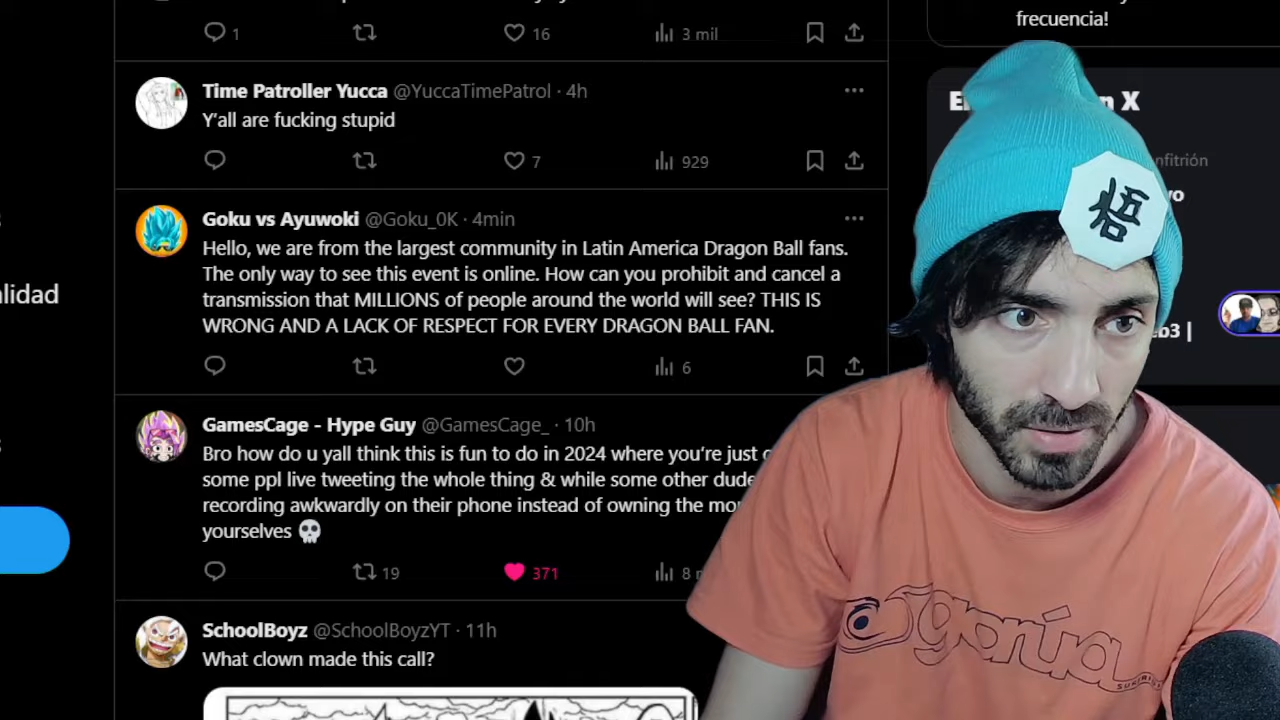 frecuencia!
1
16
3 mil
Time Patroller Yucca @YuccaTimePatrol · 4h
Y'all are fucking stupid
7
929
X
nfitrión
Goku vs Ayuwoki @Goku_0K · 4min
Hello, we are from the largest community in Latin America Dragon Ball fans.
The only way to see this event is online. How can you prohibit and cancel a
transmission that MILLIONS of people around the world will see? THIS IS
WRONG AND A LACK OF RESPECT FOR EVERY DRAGON BALL FAN.
6
悟
alidad
eb3 |
GamesCage - Hype Guy @GamesCage_ · 10h
Bro how do u yall think this is fun to do in 2024 where you're just
some ppl live tweeting the whole thing & while some other dude
recording awkwardly on their phone instead of owning the
yourselves 💀
19
371
8
SchoolBoyz @SchoolBoyzYT · 11h
What clown made this call?
gorúa